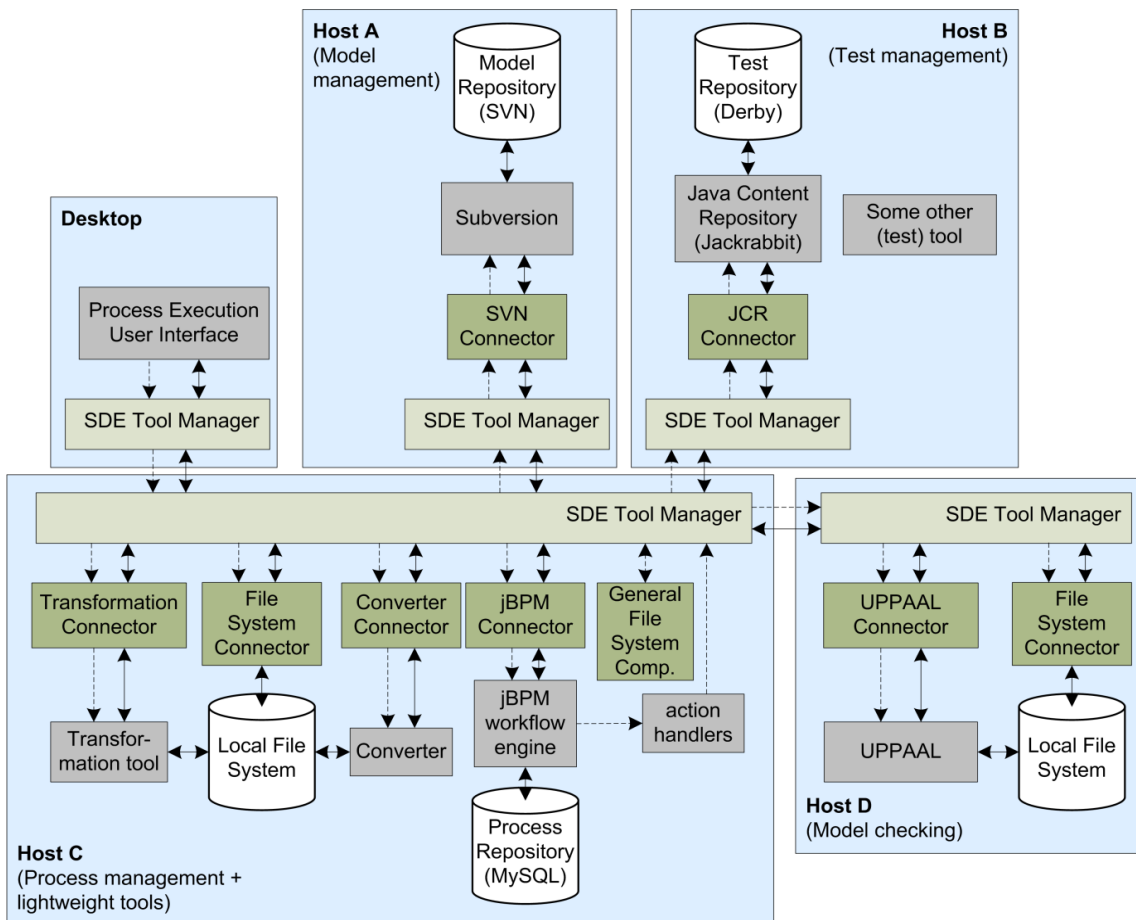 Host A
(Model
management)
Model
Repository
(SVN)
Subversion
SVN
Connector
SDE Tool Manager
Host B
(Test management)
Test
Repository
(Derby)
Java Content
Repository
(Jackrabbit)
Some other
(test) tool
JCR
Connector
SDE Tool Manager
Desktop
Process Execution
User Interface
SDE Tool Manager
SDE Tool Manager
Transformation
Connector
File
System
Connector
Converter
Connector
jBPM
Connector
General
File
System
Comp.
Transfor-
mation tool
Local File
System
Converter
jBPM
workflow
engine
action
handlers
Process
Repository
(MySQL)
Host C
(Process management +
lightweight tools)
SDE Tool Manager
UPPAAL
Connector
File
System
Connector
UPPAAL
Local File
System
Host D
(Model checking)